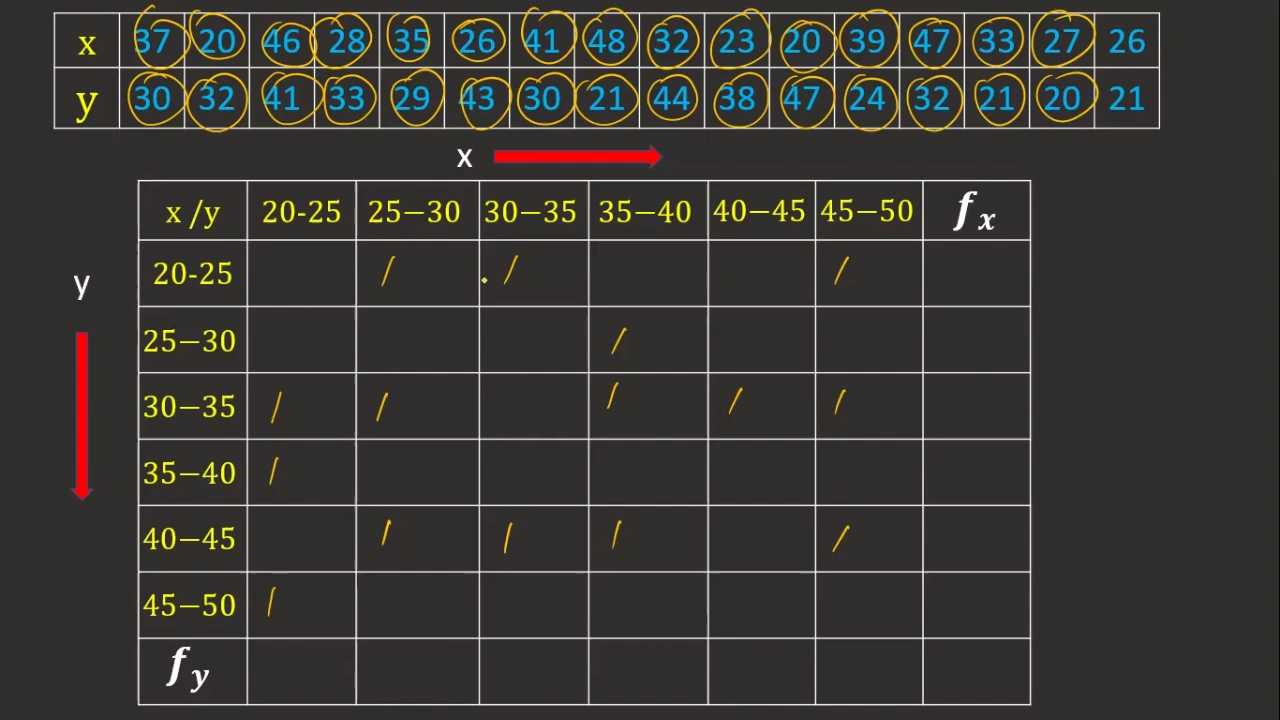 x 37 20 46 28 35 26 41 48 32 23 20 39 47 33 27 26
y 30 32 41 33 29 43 30 21 44 38 47 24 32 21 20 21
x
x /y 20-25 25−30 30−35 35−40 40−45 45−50 fx
y
20-25 / / /
25−30 /
30−35 / / / / /
35−40 /
40−45 / / / /
45−50 /
fy